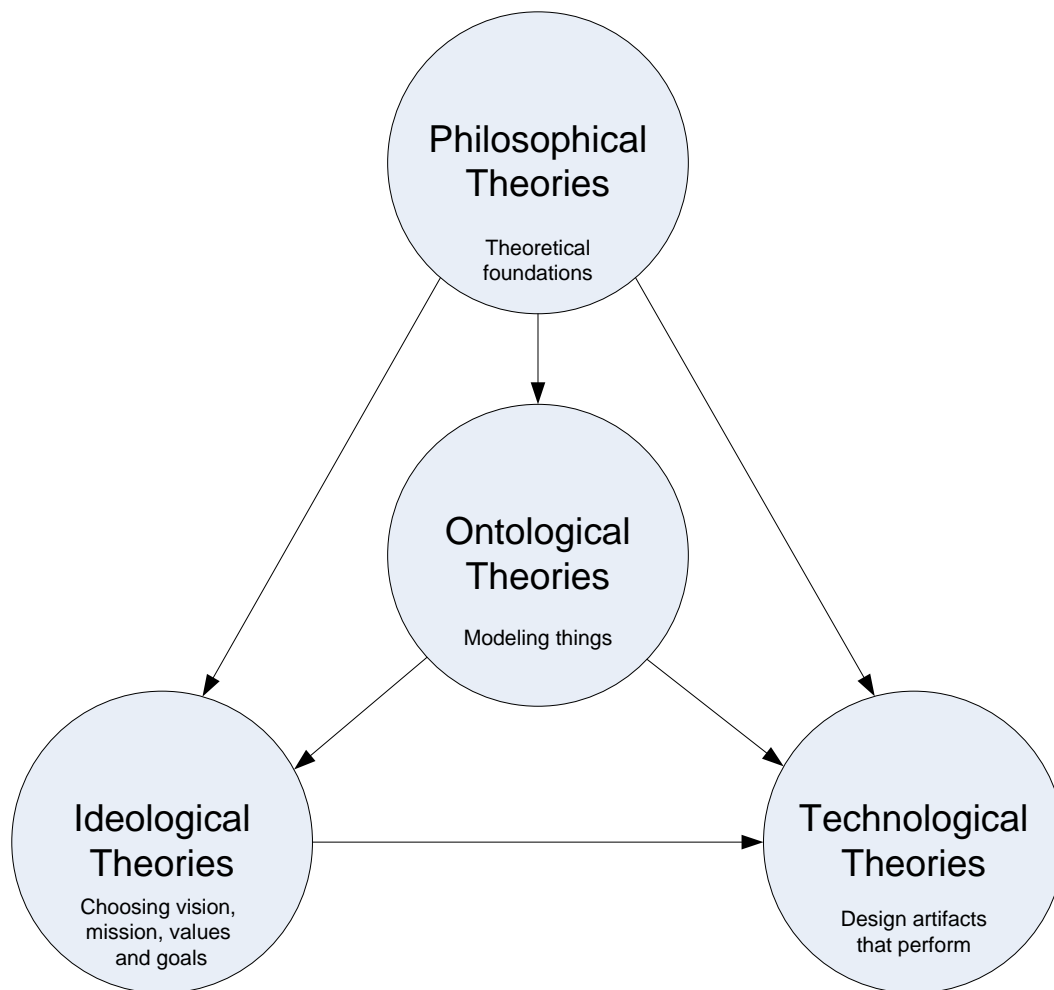 Philosophical
Theories
Theoretical
foundations
Ontological
Theories
Modeling things
Ideological
Theories
Choosing vision,
mission, values
and goals
Technological
Theories
Design artifacts
that perform